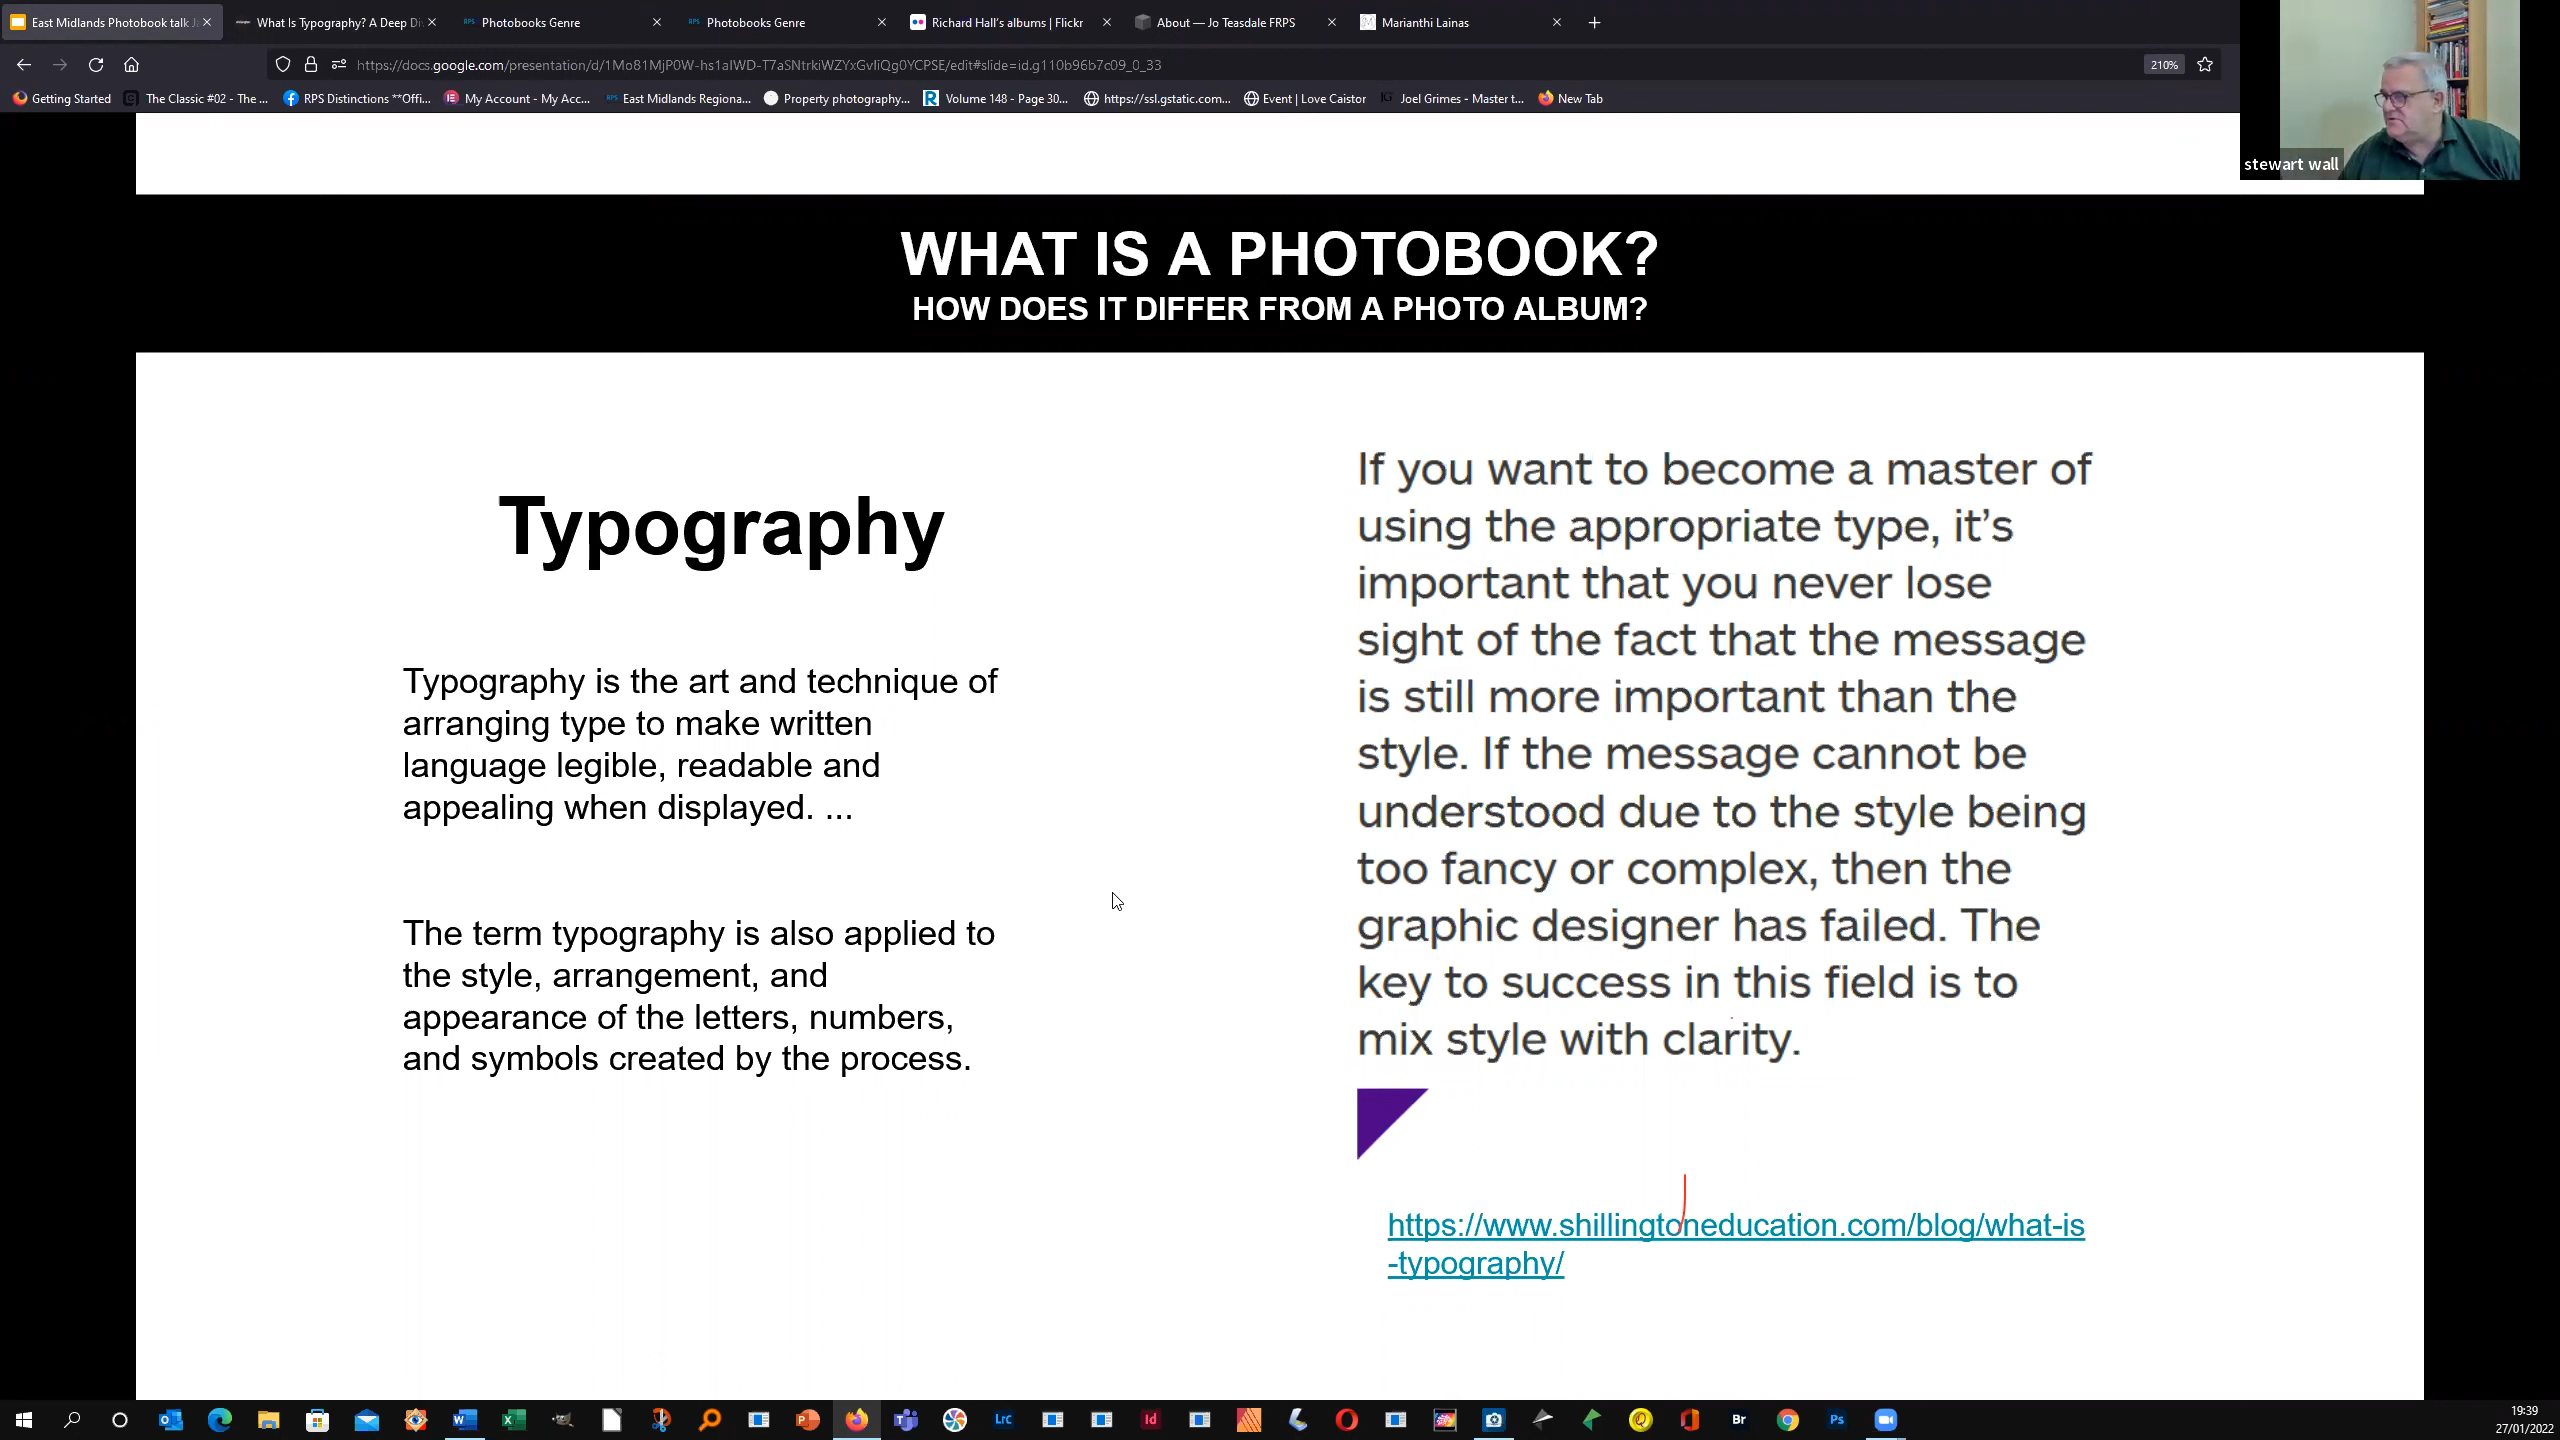 East Midlands Photobook talk Ja
What Is Typography? A Deep Di
Photobooks Genre
Photobooks Genre
Richard Hall's albums | Flickr
About — Jo Teasdale FRPS
Marianthi Lainas
https://docs.google.com/presentation/d/1Mo81MjP0W-hs1aIWD-T7aSNtrkiWZYxGvIiQg0YCPSE/edit#slide=id.g110b96b7c09_0_33
210%
Getting Started
The Classic #02 - The ...
RPS Distinctions **Offi...
My Account - My Acc...
East Midlands Regiona...
Property photography...
Volume 148 - Page 30...
https://ssl.gstatic.com...
Event | Love Caistor
Joel Grimes - Master t...
New Tab
stewart wall
WHAT IS A PHOTOBOOK?
HOW DOES IT DIFFER FROM A PHOTO ALBUM?
Typography
Typography is the art and technique of
arranging type to make written
language legible, readable and
appealing when displayed. ...
The term typography is also applied to
the style, arrangement, and
appearance of the letters, numbers,
and symbols created by the process.
If you want to become a master of
using the appropriate type, it's
important that you never lose
sight of the fact that the message
is still more important than the
style. If the message cannot be
understood due to the style being
too fancy or complex, then the
graphic designer has failed. The
key to success in this field is to
mix style with clarity.
https://www.shillingtoneducation.com/blog/what-is
-typography/
Lrc
Id
Br
Ps
19:39
27/01/2022